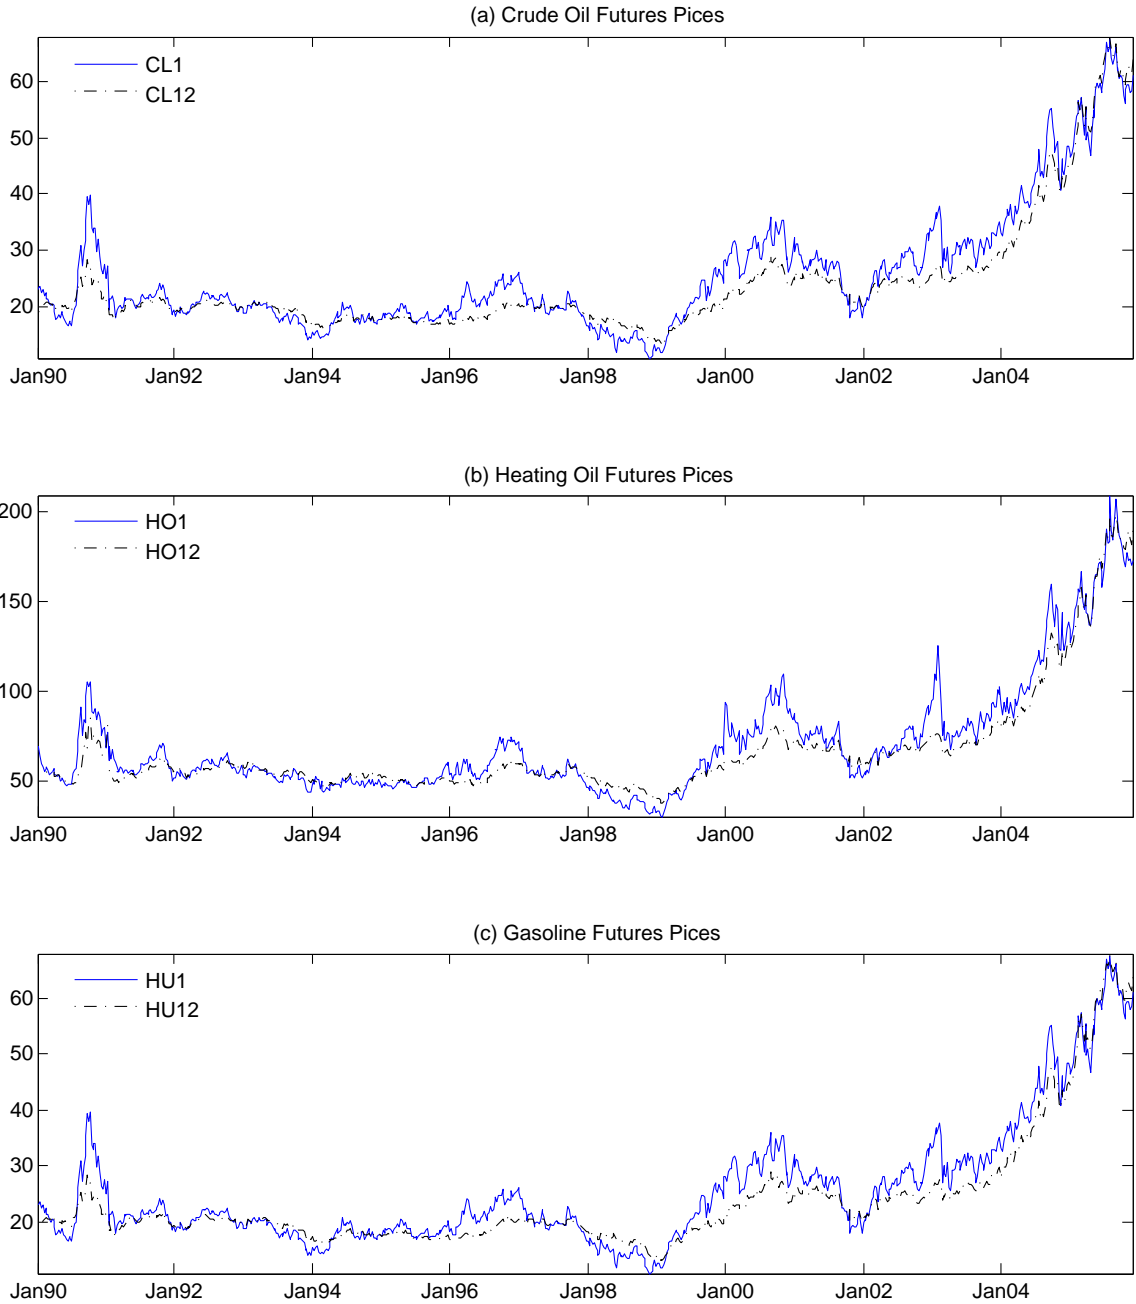 (a) Crude Oil Futures Pices
CL1
CL12
60
50
40
30
20
Jan90 Jan92 Jan94 Jan96 Jan98 Jan00 Jan02 Jan04
(b) Heating Oil Futures Pices
HO1
HO12
200
150
100
50
Jan90 Jan92 Jan94 Jan96 Jan98 Jan00 Jan02 Jan04
(c) Gasoline Futures Pices
HU1
HU12
60
50
40
30
20
Jan90 Jan92 Jan94 Jan96 Jan98 Jan00 Jan02 Jan04